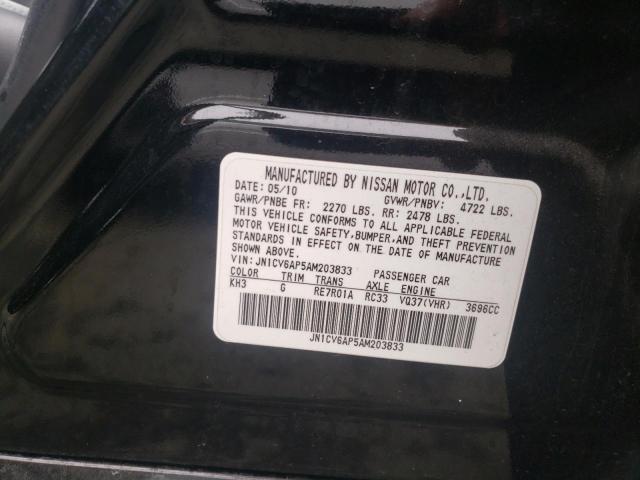 MANUFACTURED BY NISSAN MOTOR CO.,LTD.
DATE: 05/10 GVWR/PNBV: 4722 LBS.
GAWR/PNBE FR: 2270 LBS. RR: 2478 LBS.
THIS VEHICLE CONFORMS TO ALL APPLICABLE FEDERAL
MOTOR VEHICLE SAFETY,BUMPER,AND THEFT PREVENTION
STANDARDS IN EFFECT ON THE DATE OF MANUFACTURE
SHOWN ABOVE.
VIN: JN1CV6AP5AM203833 PASSENGER CAR
COLOR TRIM TRANS AXLE ENGINE
KH3 G RE7R01A RC33 VQ37(VHR) 3696CC
JN1CV6AP5AM203833